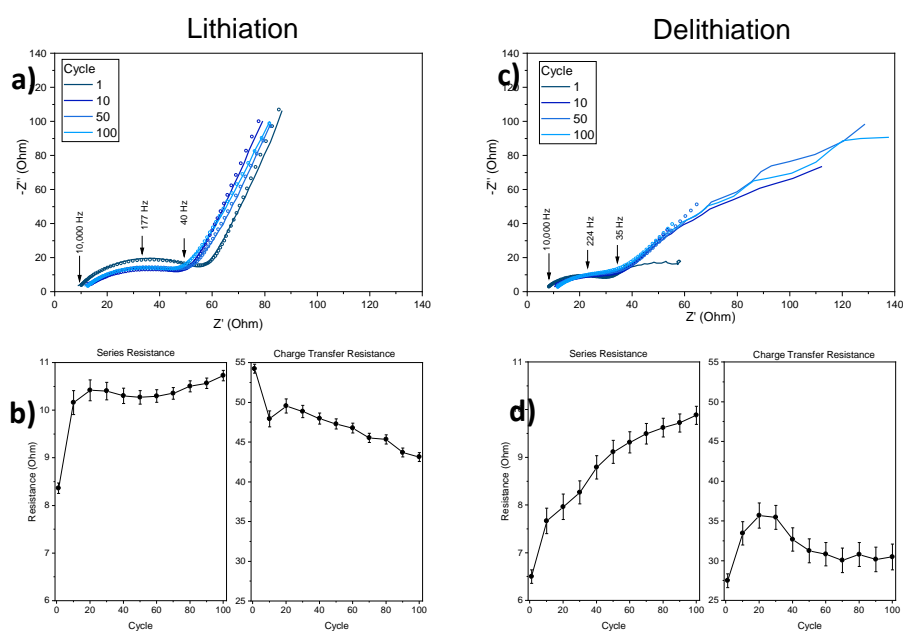 Lithiation
a)
Cycle
1
10
50
100
10,000 Hz
177 Hz
40 Hz
-Z'' (Ohm)
0
20
40
60
80
100
120
140
0 20 40 60 80 100 120 140
Z' (Ohm)
Delithiation
c)
Cycle
1
10
50
100
10,000 Hz
224 Hz
35 Hz
-Z'' (Ohm)
0
20
40
60
80
100
120
140
0 20 40 60 80 100 120 140
Z' (Ohm)
b)
Series Resistance
Resistance (Ohm)
6
7
8
9
10
11
0 20 40 60 80 100
Cycle
Charge Transfer Resistance
25
30
35
40
45
50
55
0 20 40 60 80 100
Cycle
d)
Series Resistance
Resistance (Ohm)
6
7
8
9
10
11
0 20 40 60 80 100
Cycle
Charge Transfer Resistance
25
30
35
40
45
50
55
0 20 40 60 80 100
Cycle